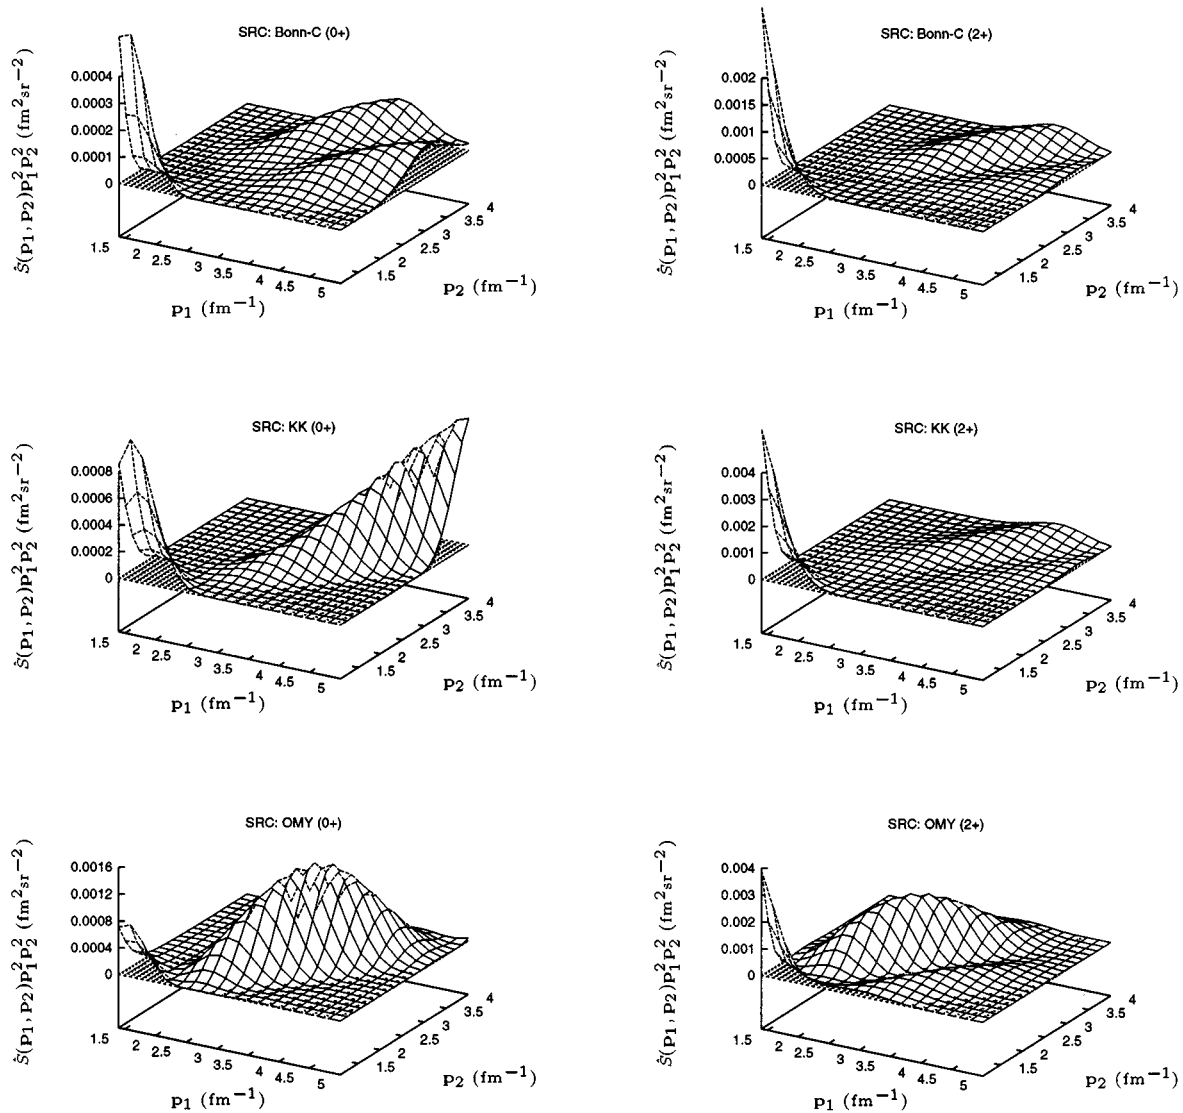 SRC: Bonn-C (0+)
Ŝ(p₁, p₂)p₁²p₂² (fm²sr⁻²)
0.0004
0.0003
0.0002
0.0001
0
1.5 2 2.5 3 3.5 4 4.5 5
p₁ (fm⁻¹)
1.5 2 2.5 3 3.5 4
p₂ (fm⁻¹)
SRC: Bonn-C (2+)
Ŝ(p₁, p₂)p₁²p₂² (fm²sr⁻²)
0.002
0.0015
0.001
0.0005
0
1.5 2 2.5 3 3.5 4 4.5 5
p₁ (fm⁻¹)
1.5 2 2.5 3 3.5 4
p₂ (fm⁻¹)
SRC: KK (0+)
Ŝ(p₁, p₂)p₁²p₂² (fm²sr⁻²)
0.0008
0.0006
0.0004
0.0002
0
1.5 2 2.5 3 3.5 4 4.5 5
p₁ (fm⁻¹)
1.5 2 2.5 3 3.5 4
p₂ (fm⁻¹)
SRC: KK (2+)
Ŝ(p₁, p₂)p₁²p₂² (fm²sr⁻²)
0.004
0.003
0.002
0.001
0
1.5 2 2.5 3 3.5 4 4.5 5
p₁ (fm⁻¹)
1.5 2 2.5 3 3.5 4
p₂ (fm⁻¹)
SRC: OMY (0+)
Ŝ(p₁, p₂)p₁²p₂² (fm²sr⁻²)
0.0016
0.0012
0.0008
0.0004
0
1.5 2 2.5 3 3.5 4 4.5 5
p₁ (fm⁻¹)
1.5 2 2.5 3 3.5 4
p₂ (fm⁻¹)
SRC: OMY (2+)
Ŝ(p₁, p₂)p₁²p₂² (fm²sr⁻²)
0.004
0.003
0.002
0.001
0
1.5 2 2.5 3 3.5 4 4.5 5
p₁ (fm⁻¹)
1.5 2 2.5 3 3.5 4
p₂ (fm⁻¹)